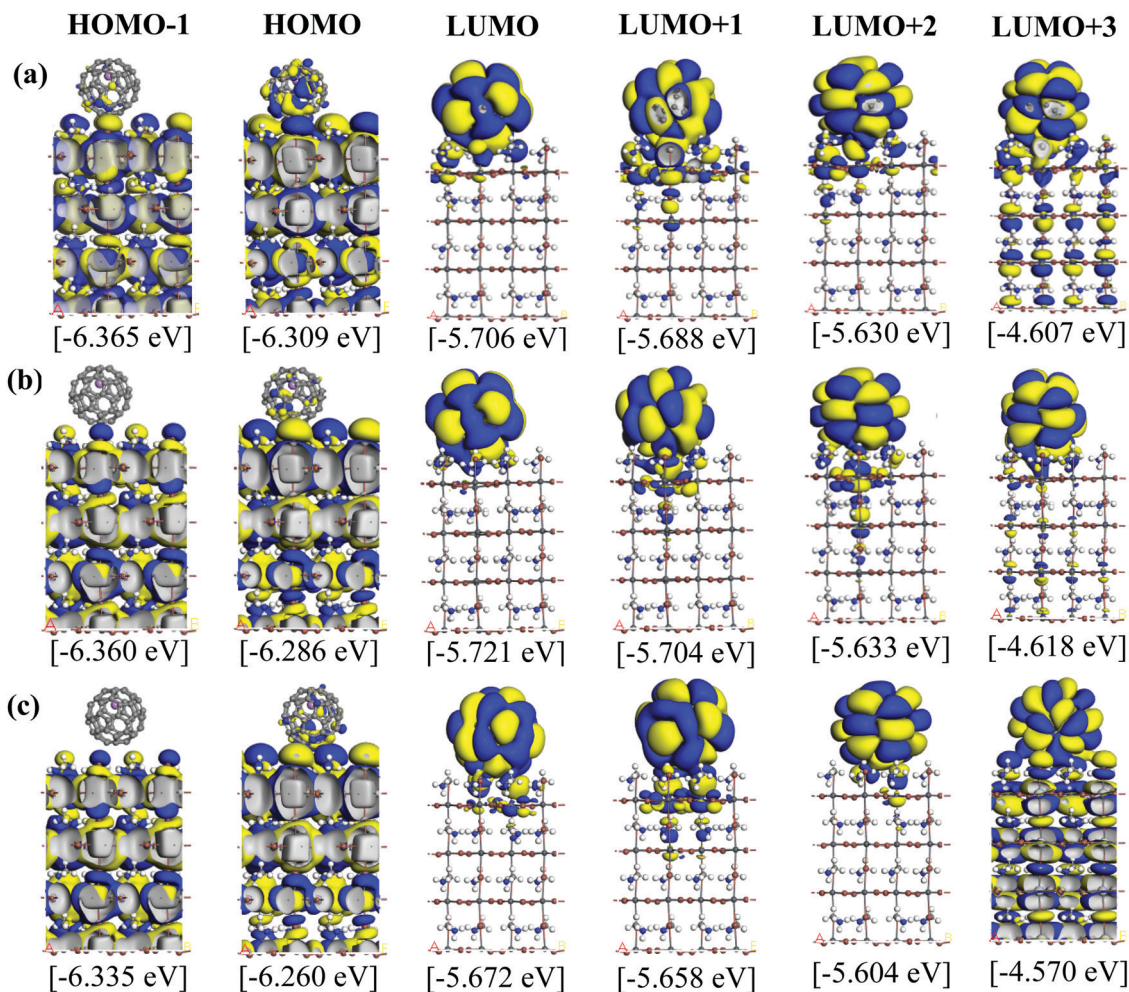 HOMO-1 HOMO LUMO LUMO+1 LUMO+2 LUMO+3
(a)
A B A B A B A B A B A B
[-6.365 eV] [-6.309 eV] [-5.706 eV] [-5.688 eV] [-5.630 eV] [-4.607 eV]
(b)
A B A B A B A B A B A B
[-6.360 eV] [-6.286 eV] [-5.721 eV] [-5.704 eV] [-5.633 eV] [-4.618 eV]
(c)
A B A B A B A B A B A B
[-6.335 eV] [-6.260 eV] [-5.672 eV] [-5.658 eV] [-5.604 eV] [-4.570 eV]